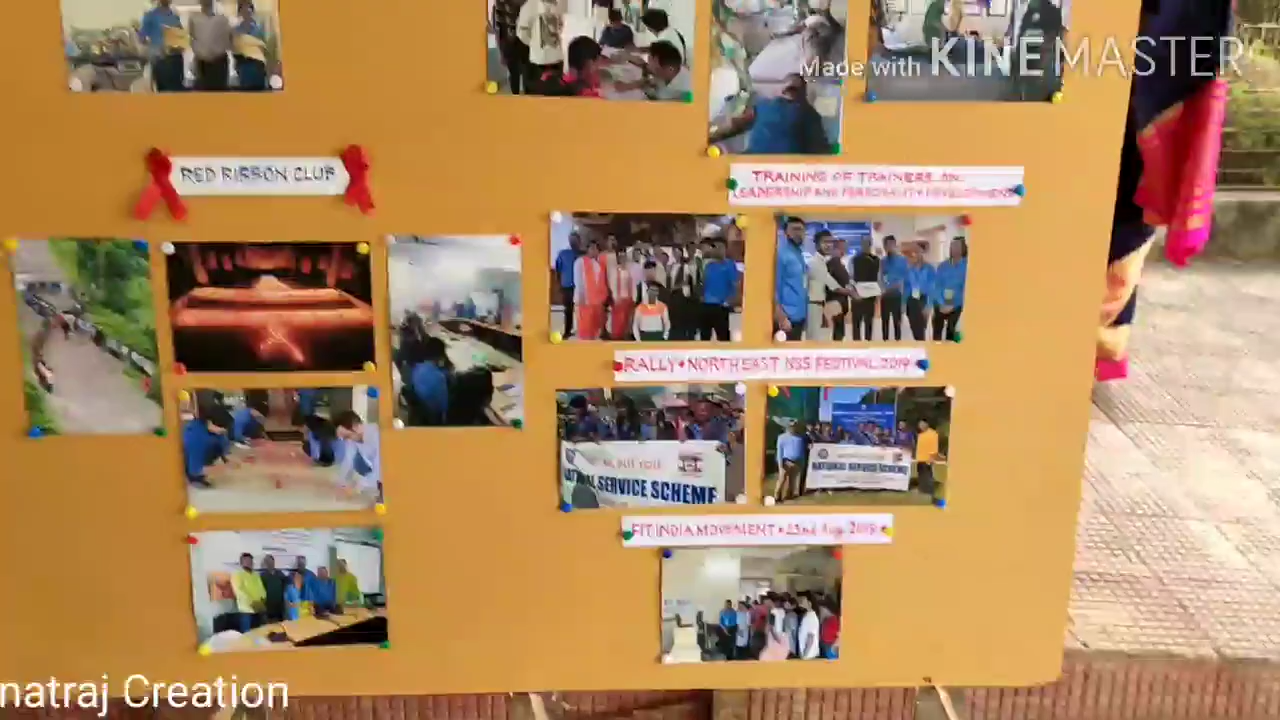 Made with KINEMASTER
RED RIBBON CLUB
TRAINING OF TRAINERS ON
LEADERSHIP AND PERSONALITY DEVELOPMENT
RALLY • NORTHEAST NSS FESTIVAL 2019
NATIONAL SERVICE SCHEME
NATIONAL SERVICE SCHEME
FIT INDIA MOVEMENT • 23rd Aug 2019
natraj Creation